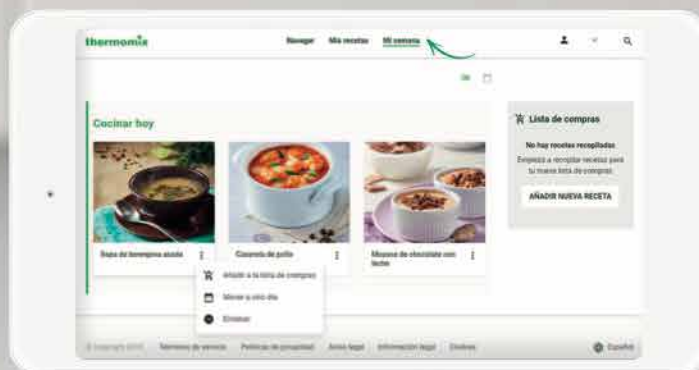 thermomix
Navegar Mis recetas Mi semana
Cocinar hoy
Lista de compras
No hay recetas recopiladas
Empieza a recopilar recetas para
tu nueva lista de compras
AÑADIR NUEVA RECETA
Sopa de berenjena asada
Cazuela de pollo
Mousse de chocolate con
leche
Añadir a la lista de compras
Mover a otro día
Eliminar
Términos de servicio Políticas de privacidad Aviso legal Información legal
Español